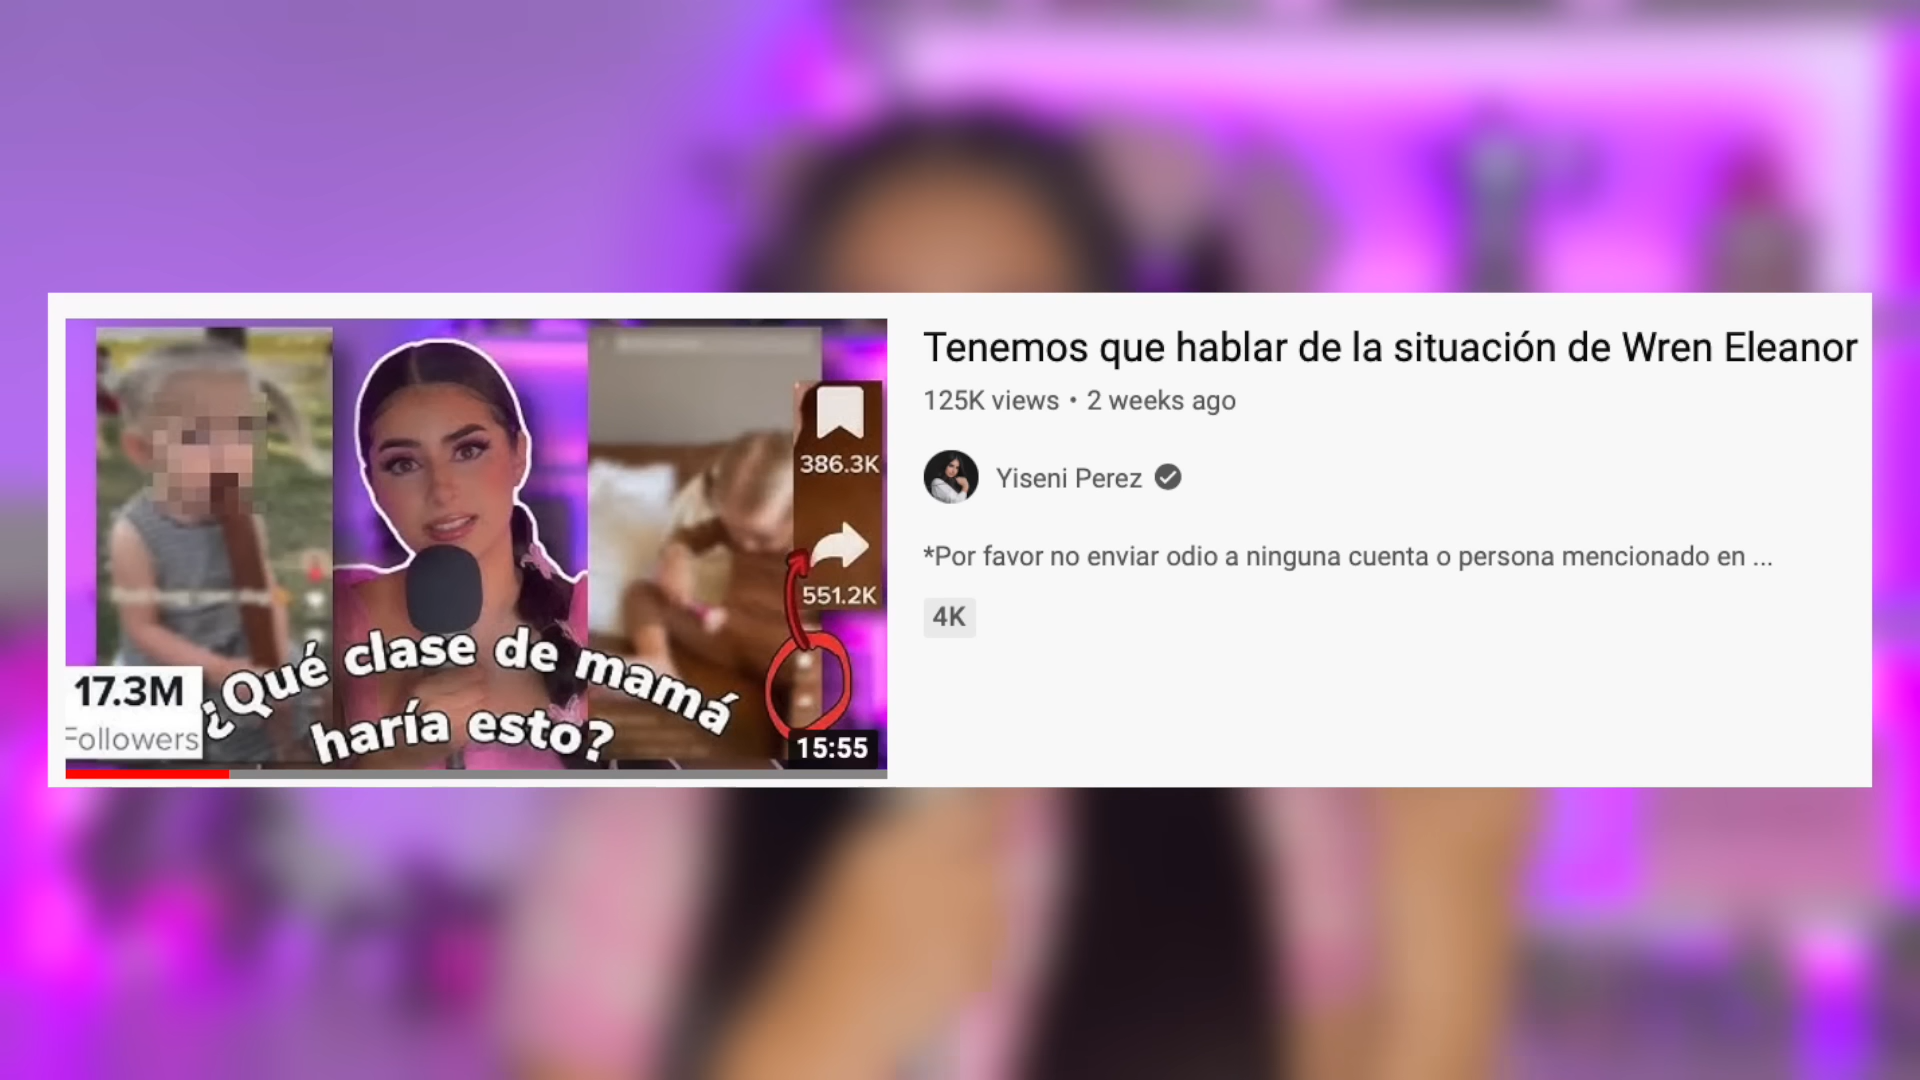 386.3K
551.2K
17.3M
Followers
¿Qué clase de mamá
haría esto?
15:55
Tenemos que hablar de la situación de Wren Eleanor
125K views • 2 weeks ago
Yiseni Perez
*Por favor no enviar odio a ninguna cuenta o persona mencionado en ...
4K